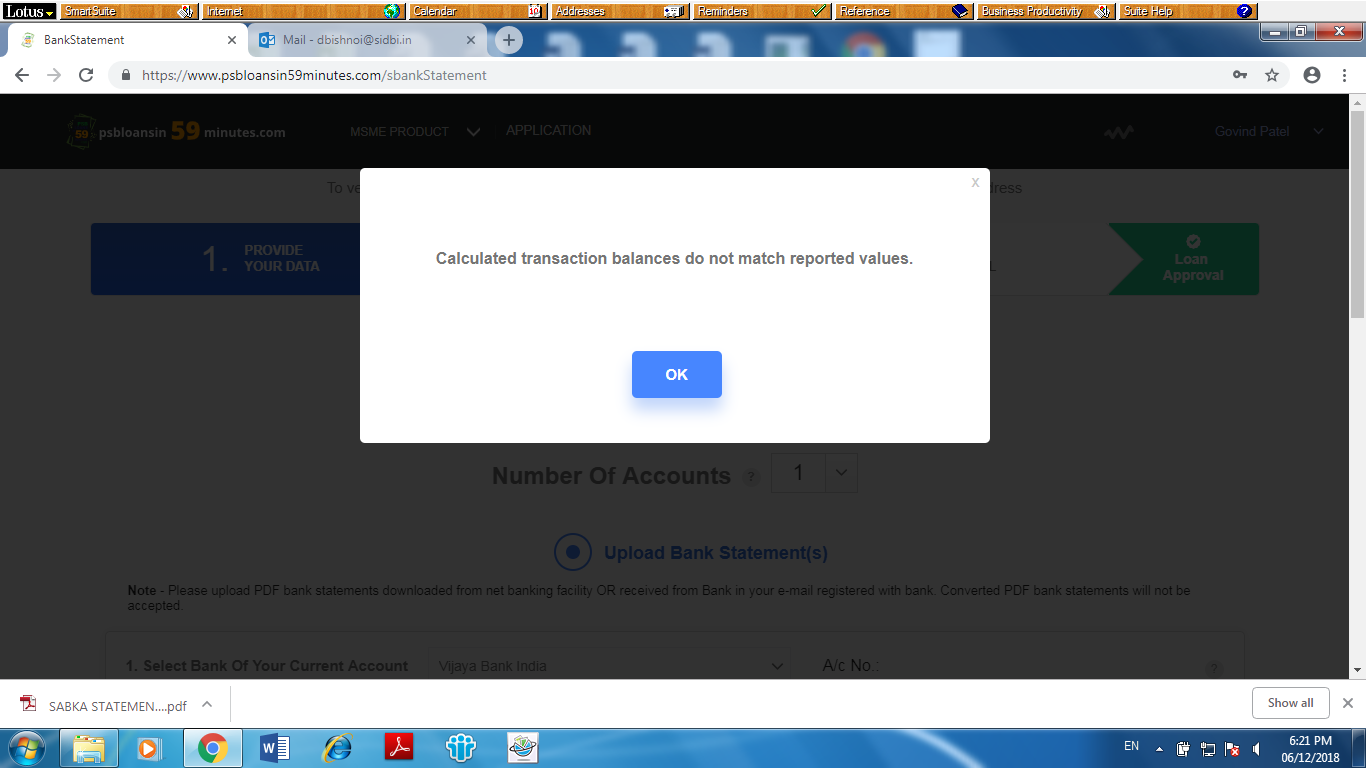 Lotus SmartSuite Internet Calendar 10 Addresses Reminders Reference Business Productivity Suite Help ?
BankStatement Mail - dbishnoi@sidbi.in
https://www.psbloansin59minutes.com/sbankStatement
59 psbloansin 59 minutes.com MSME PRODUCT APPLICATION Govind Patel
To ve
dress
X
1. PROVIDE
YOUR DATA
Loan
Approval
Calculated transaction balances do not match reported values.
OK
Number Of Accounts ? 1
Upload Bank Statement(s)
Note - Please upload PDF bank statements downloaded from net banking facility OR received from Bank in your e-mail registered with bank. Converted PDF bank statements will not be
accepted.
1. Select Bank Of Your Current Account Vijaya Bank India A/c No.: ?
SABKA STATEMEN....pdf Show all
EN 6:21 PM
06/12/2018